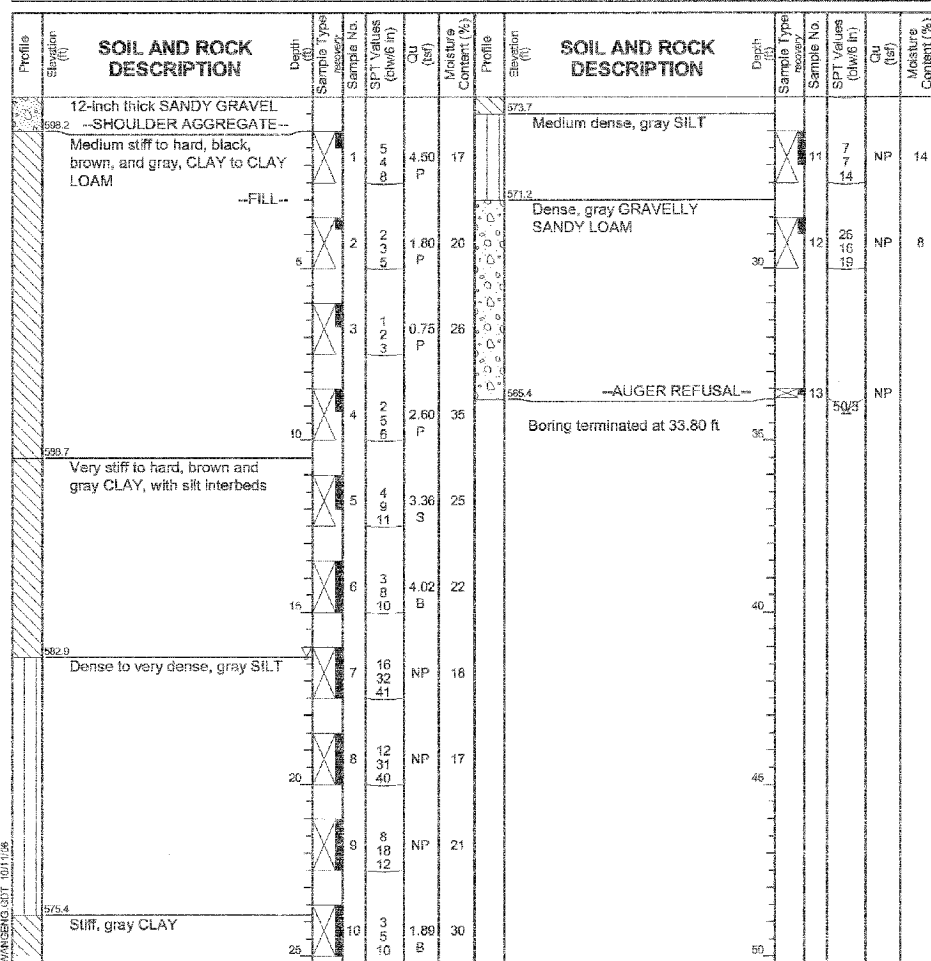 Profile
Elevation (ft)
SOIL AND ROCK DESCRIPTION
Depth (ft)
Sample Type
recovery
Sample No.
SPT Values (blw/6 in)
Qu (tsf)
Moisture Content (%)
12-inch thick SANDY GRAVEL
598.2 --SHOULDER AGGREGATE--
Medium stiff to hard, black,
brown, and gray, CLAY to CLAY
LOAM
--FILL--
1 5 4 8 4.50 P 17
5 2 2 3 5 1.80 P 20
3 1 2 3 0.75 P 26
10 4 2 5 6 2.60 P 35
Very stiff to hard, brown and
gray CLAY, with silt interbeds
5 4 9 11 3.36 S 25
15 6 3 8 10 4.02 B 22
582.9
Dense to very dense, gray SILT
7 16 32 41 NP 18
20 8 12 31 40 NP 17
9 8 18 12 NP 21
575.4
Stiff, gray CLAY
25 10 3 5 10 1.89 B 30
WANGENG.GDT 10/11/06
Profile
Elevation (ft)
SOIL AND ROCK DESCRIPTION
Depth (ft)
Sample Type
recovery
Sample No.
SPT Values (blw/6 in)
Qu (tsf)
Moisture Content (%)
573.7
Medium dense, gray SILT
11 7 7 14 NP 14
571.2
Dense, gray GRAVELLY
SANDY LOAM
30 12 16 19 NP 8
565.4 --AUGER REFUSAL--
13 50/3 NP
Boring terminated at 33.80 ft
35
40
45
50